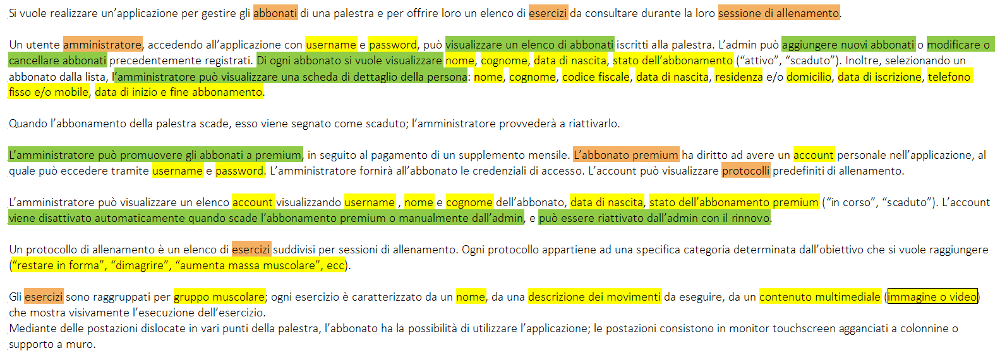 Si vuole realizzare un'applicazione per gestire gli abbonati di una palestra e per offrire loro un elenco di esercizi da consultare durante la loro sessione di allenamento.
Un utente amministratore, accedendo all'applicazione con username e password, può visualizzare un elenco di abbonati iscritti alla palestra. L'admin può aggiungere nuovi abbonati o modificare o
cancellare abbonati precedentemente registrati. Di ogni abbonato si vuole visualizzare nome, cognome, data di nascita, stato dell'abbonamento ("attivo", "scaduto"). Inoltre, selezionando un
abbonato dalla lista, l'amministratore può visualizzare una scheda di dettaglio della persona: nome, cognome, codice fiscale, data di nascita, residenza e/o domicilio, data di iscrizione, telefono
fisso e/o mobile, data di inizio e fine abbonamento.
Quando l'abbonamento della palestra scade, esso viene segnato come scaduto; l'amministratore provvederà a riattivarlo.
L'amministratore può promuovere gli abbonati a premium, in seguito al pagamento di un supplemento mensile. L'abbonato premium ha diritto ad avere un account personale nell'applicazione, al
quale può eccedere tramite username e password. L'amministratore fornirà all'abbonato le credenziali di accesso. L'account può visualizzare protocolli predefiniti di allenamento.
L'amministratore può visualizzare un elenco account visualizzando username , nome e cognome dell'abbonato, data di nascita, stato dell'abbonamento premium ("in corso", "scaduto"). L'account
viene disattivato automaticamente quando scade l'abbonamento premium o manualmente dall'admin, e può essere riattivato dall'admin con il rinnovo.
Un protocollo di allenamento è un elenco di esercizi suddivisi per sessioni di allenamento. Ogni protocollo appartiene ad una specifica categoria determinata dall'obiettivo che si vuole raggiungere
("restare in forma", "dimagrire", "aumenta massa muscolare", ecc).
Gli esercizi sono raggruppati per gruppo muscolare; ogni esercizio è caratterizzato da un nome, da una descrizione dei movimenti da eseguire, da un contenuto multimediale (immagine o video)
che mostra visivamente l'esecuzione dell'esercizio.
Mediante delle postazioni dislocate in vari punti della palestra, l'abbonato ha la possibilità di utilizzare l'applicazione; le postazioni consistono in monitor touchscreen agganciati a colonnine o
supporto a muro.